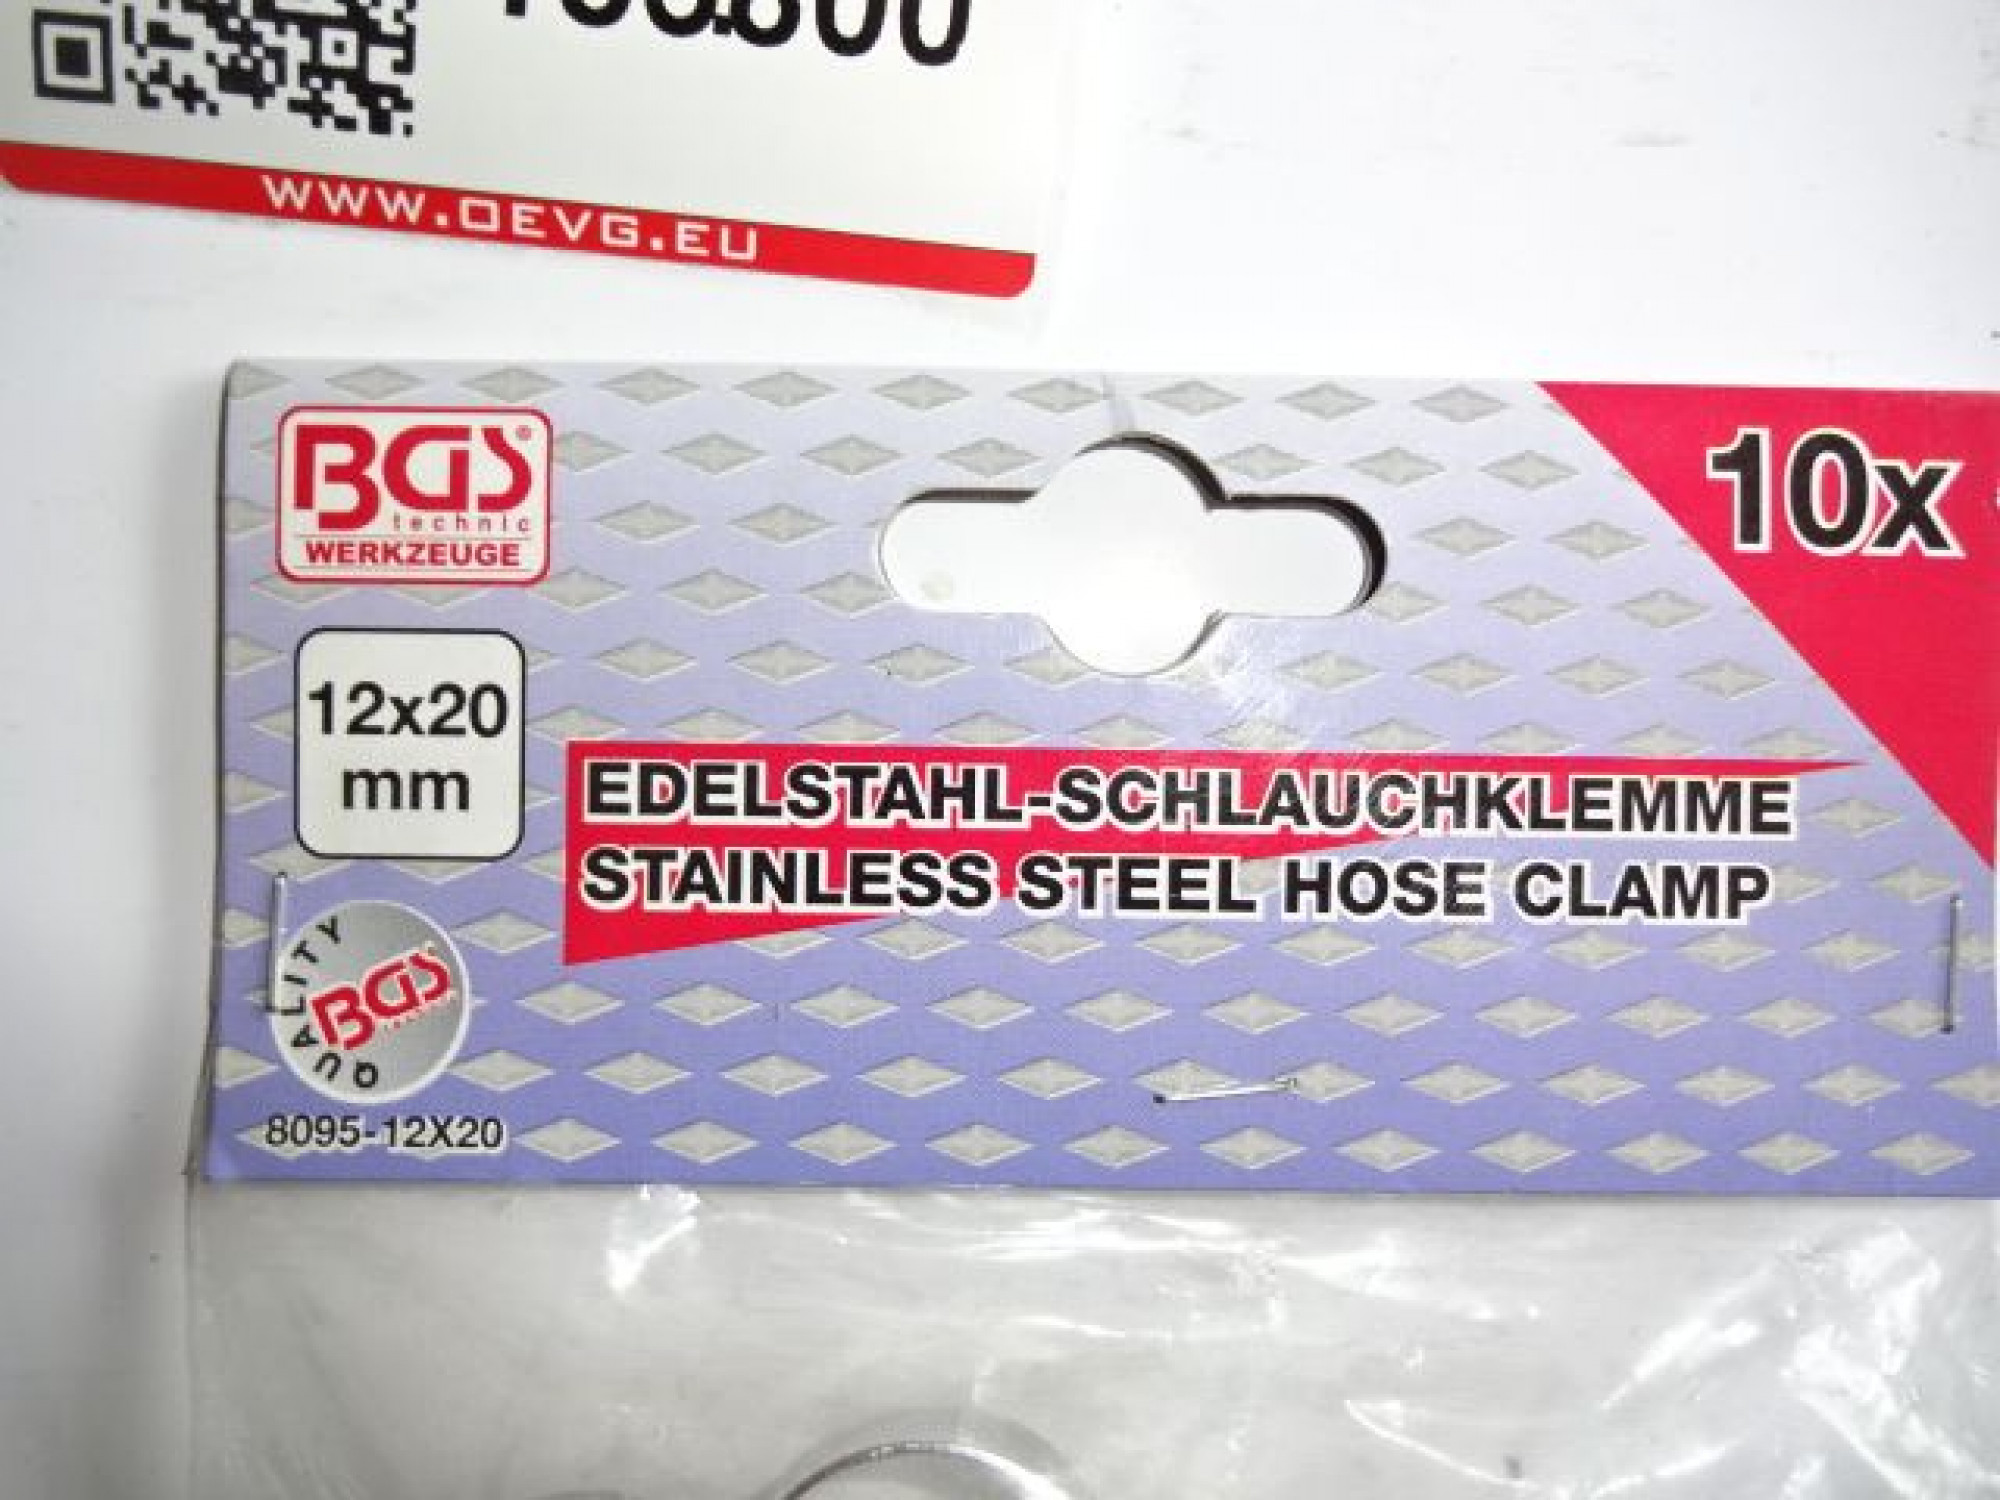 WWW.OEVG.EU
BGS®
technic
WERKZEUGE
10x
12x20
mm
EDELSTAHL-SCHLAUCHKLEMME
STAINLESS STEEL HOSE CLAMP
QUALITY
BGS
8095-12X20